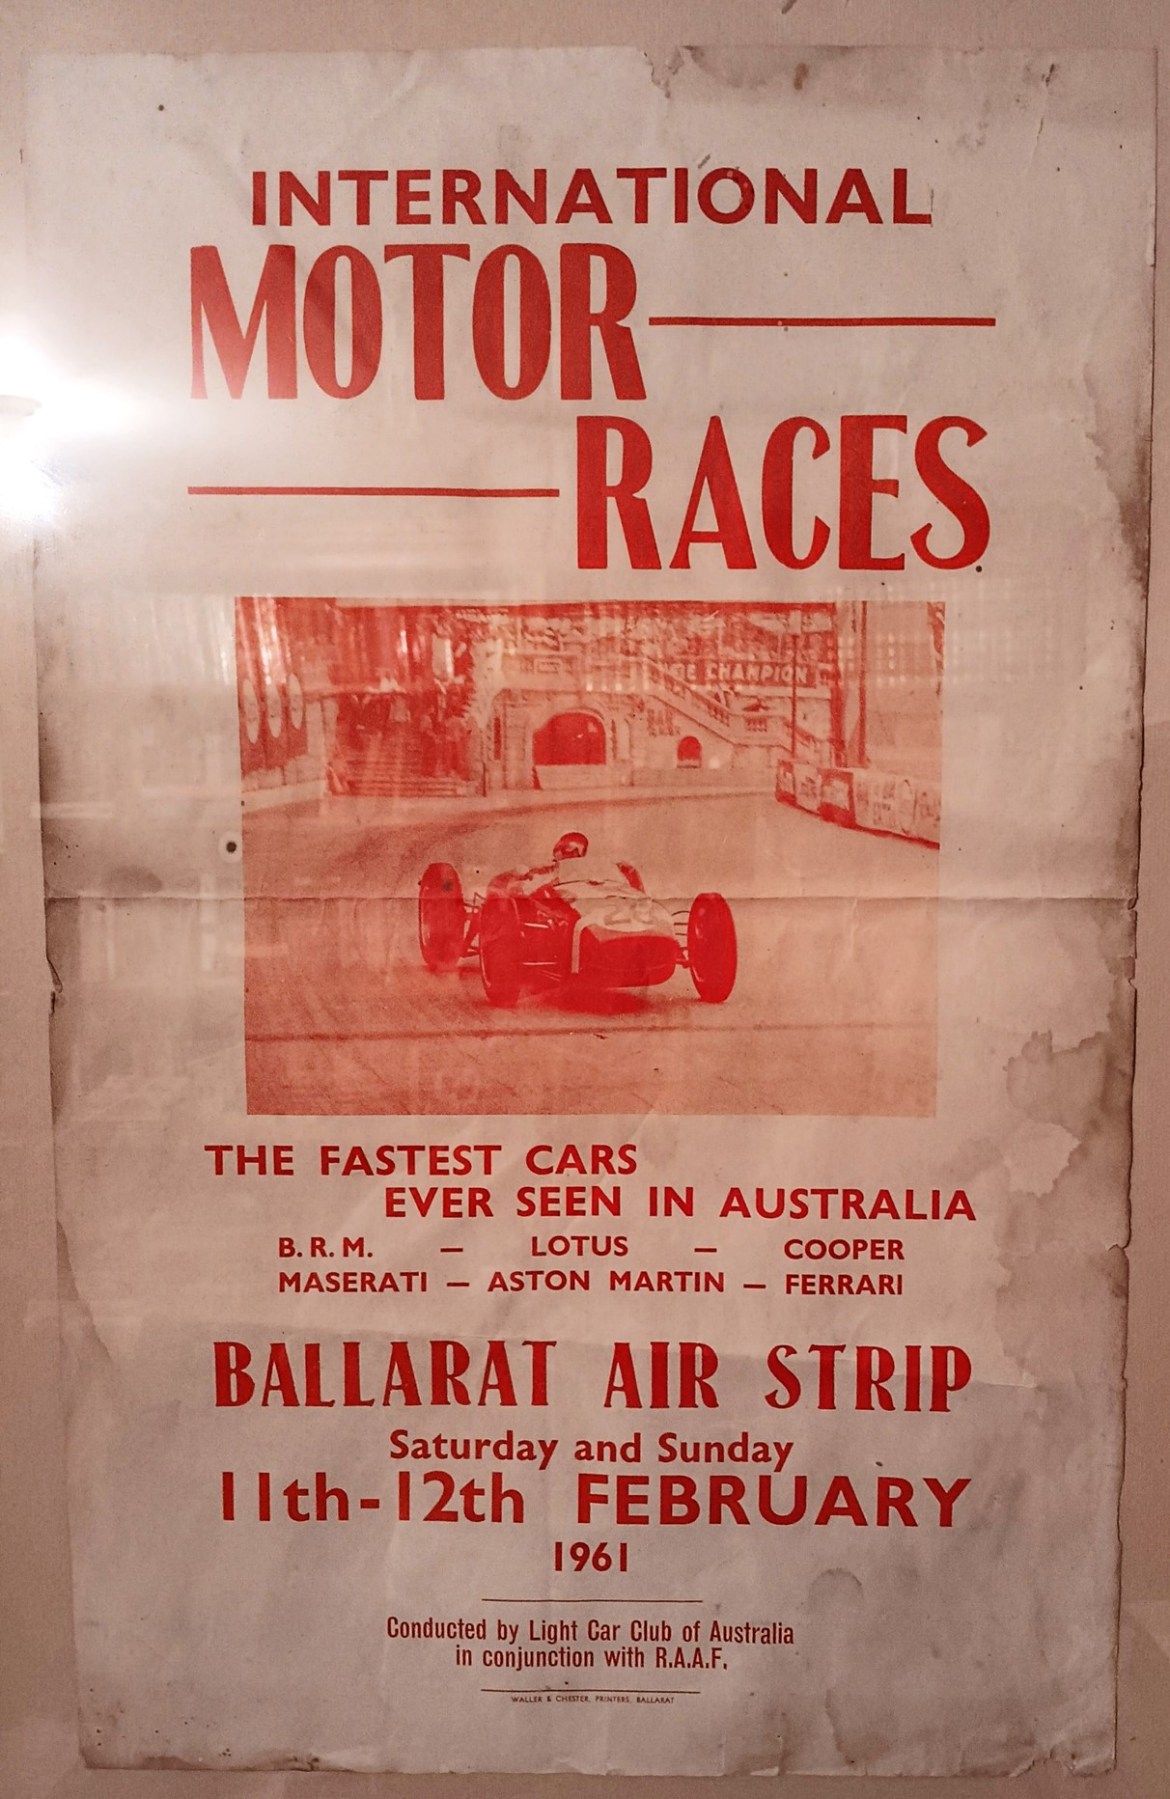 INTERNATIONAL
MOTOR
RACES
CHAMPION
THE FASTEST CARS
EVER SEEN IN AUSTRALIA
B. R. M. — LOTUS — COOPER
MASERATI — ASTON MARTIN — FERRARI
BALLARAT AIR STRIP
Saturday and Sunday
11th-12th FEBRUARY
1961
Conducted by Light Car Club of Australia
in conjunction with R.A.A.F.
WALLER & CHESTER, PRINTERS, BALLARAT